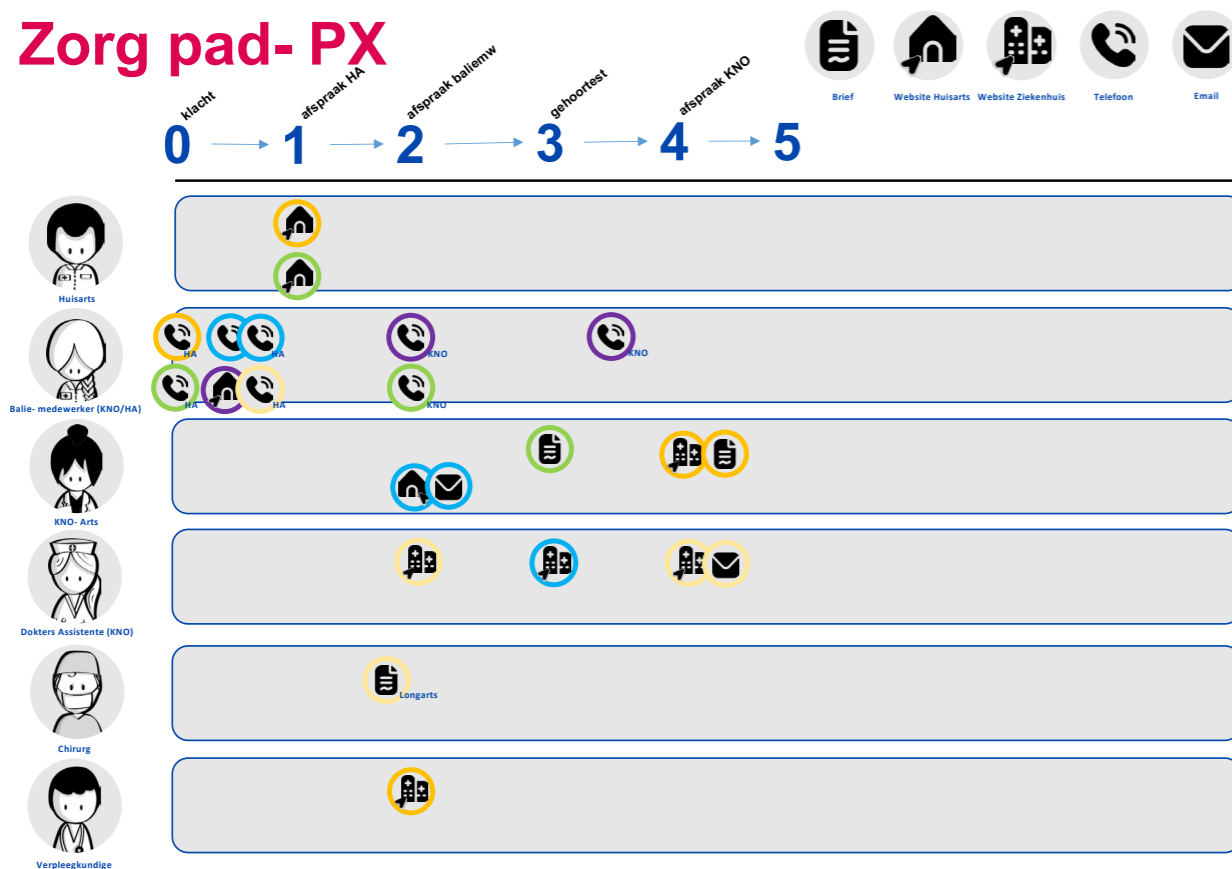 Zorg pad- PX
Brief
Website Huisarts
Website Ziekenhuis
Telefoon
Email
klacht
afspraak HA
afspraak baliemw
gehoortest
afspraak KNO
0
1
2
3
4
5
Huisarts
HA
HA
KNO
KNO
HA
HA
KNO
Balie- medewerker (KNO/HA)
KNO- Arts
Dokters Assistente (KNO)
Longarts
Chirurg
Verpleegkundige